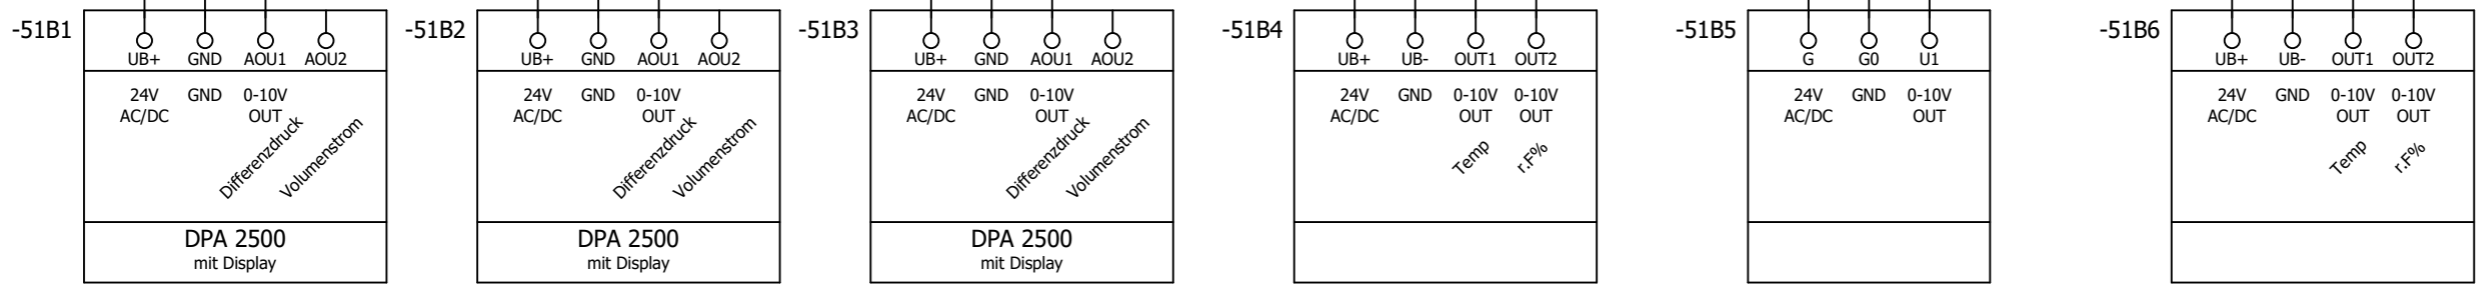 -51B1
UB+ GND AOU1 AOU2
24V GND 0-10V
AC/DC OUT
Differenzdruck
Volumenstrom
DPA 2500
mit Display
-51B2
UB+ GND AOU1 AOU2
24V GND 0-10V
AC/DC OUT
Differenzdruck
Volumenstrom
DPA 2500
mit Display
-51B3
UB+ GND AOU1 AOU2
24V GND 0-10V
AC/DC OUT
Differenzdruck
Volumenstrom
DPA 2500
mit Display
-51B4
UB+ UB- OUT1 OUT2
24V GND 0-10V 0-10V
AC/DC OUT OUT
Temp
r.F%
-51B5
G G0 U1
24V GND 0-10V
AC/DC OUT
-51B6
UB+ UB- OUT1 OUT2
24V GND 0-10V 0-10V
AC/DC OUT OUT
Temp
r.F%